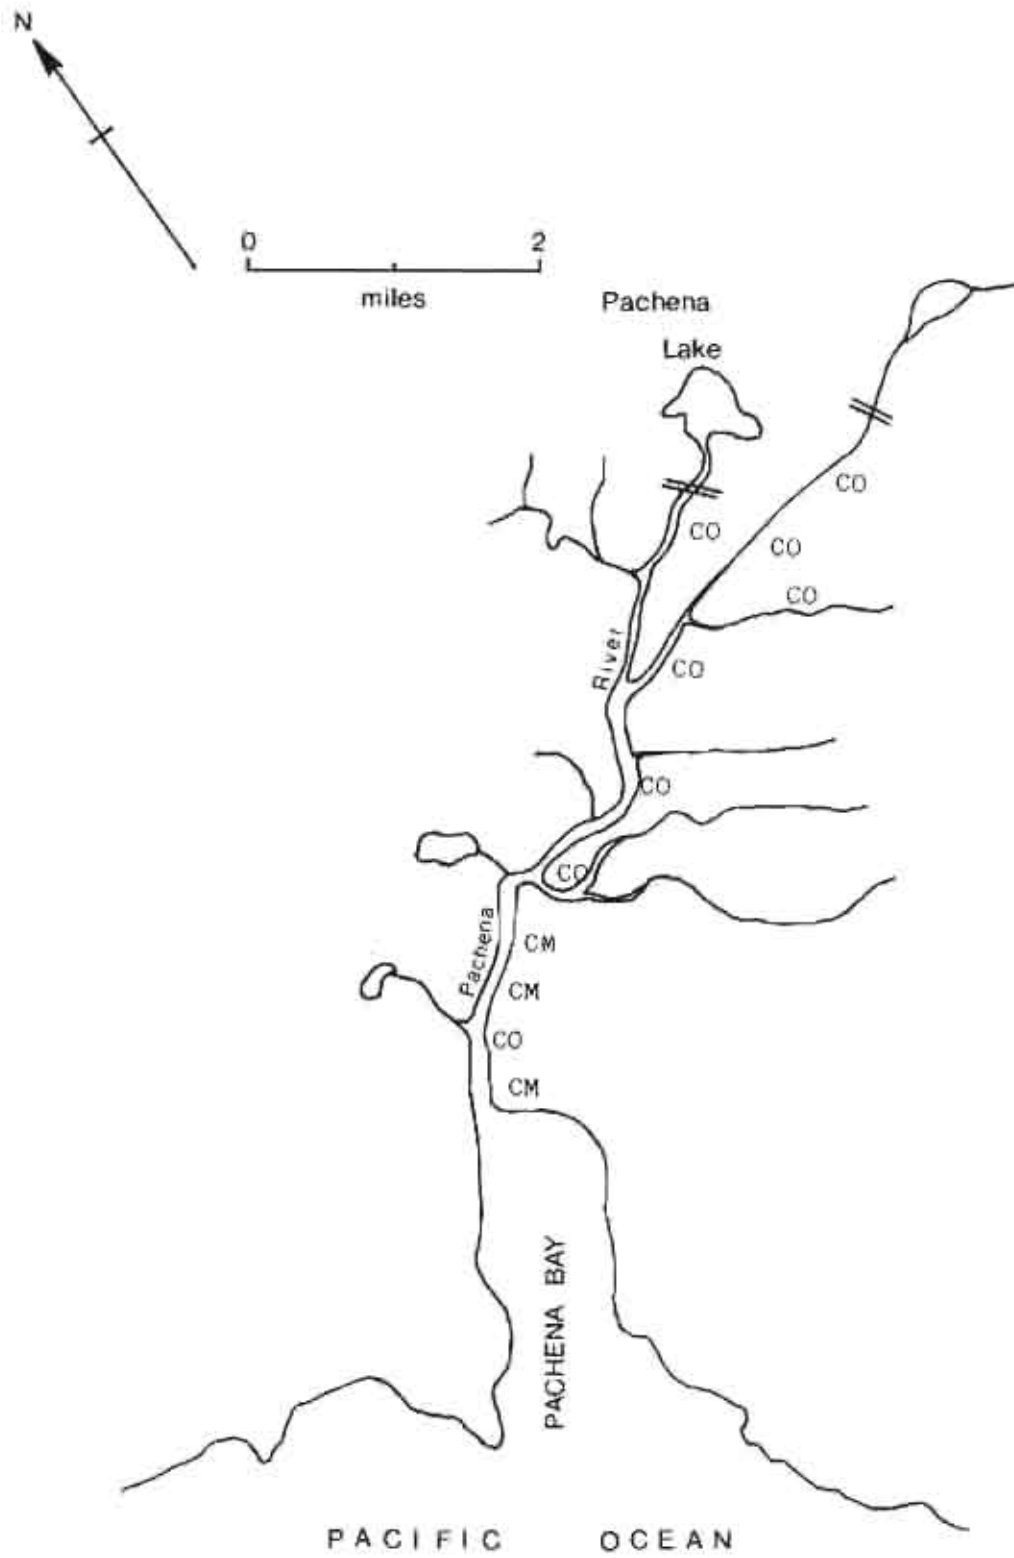 N
0 2
miles
Pachena
Lake
CO
CO
CO
CO
River
CO
CO
CO
Pachena
CM
CM
CO
CM
PACHENA BAY
PACIFIC OCEAN